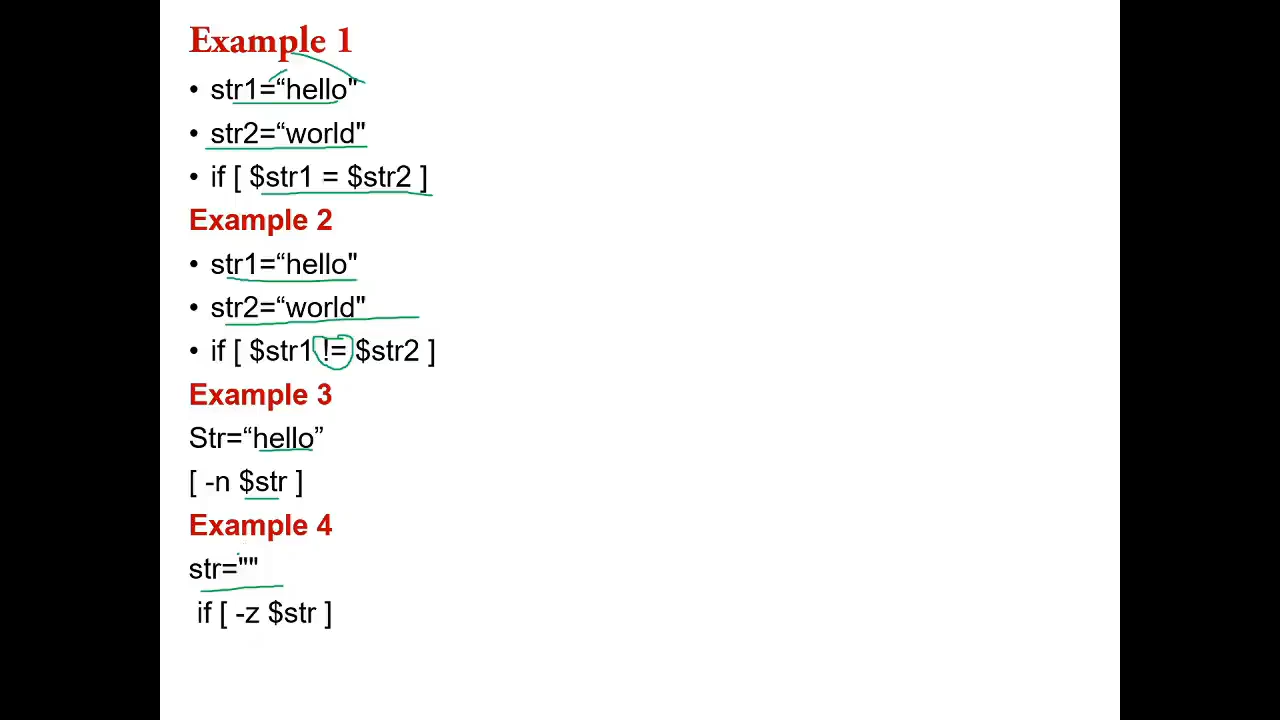 Example 1
• str1=“hello"
• str2=“world"
• if [ $str1 = $str2 ]
Example 2
• str1=“hello"
• str2=“world"
• if [ $str1 != $str2 ]
Example 3
Str=“hello”
[ -n $str ]
Example 4
str=""
if [ -z $str ]